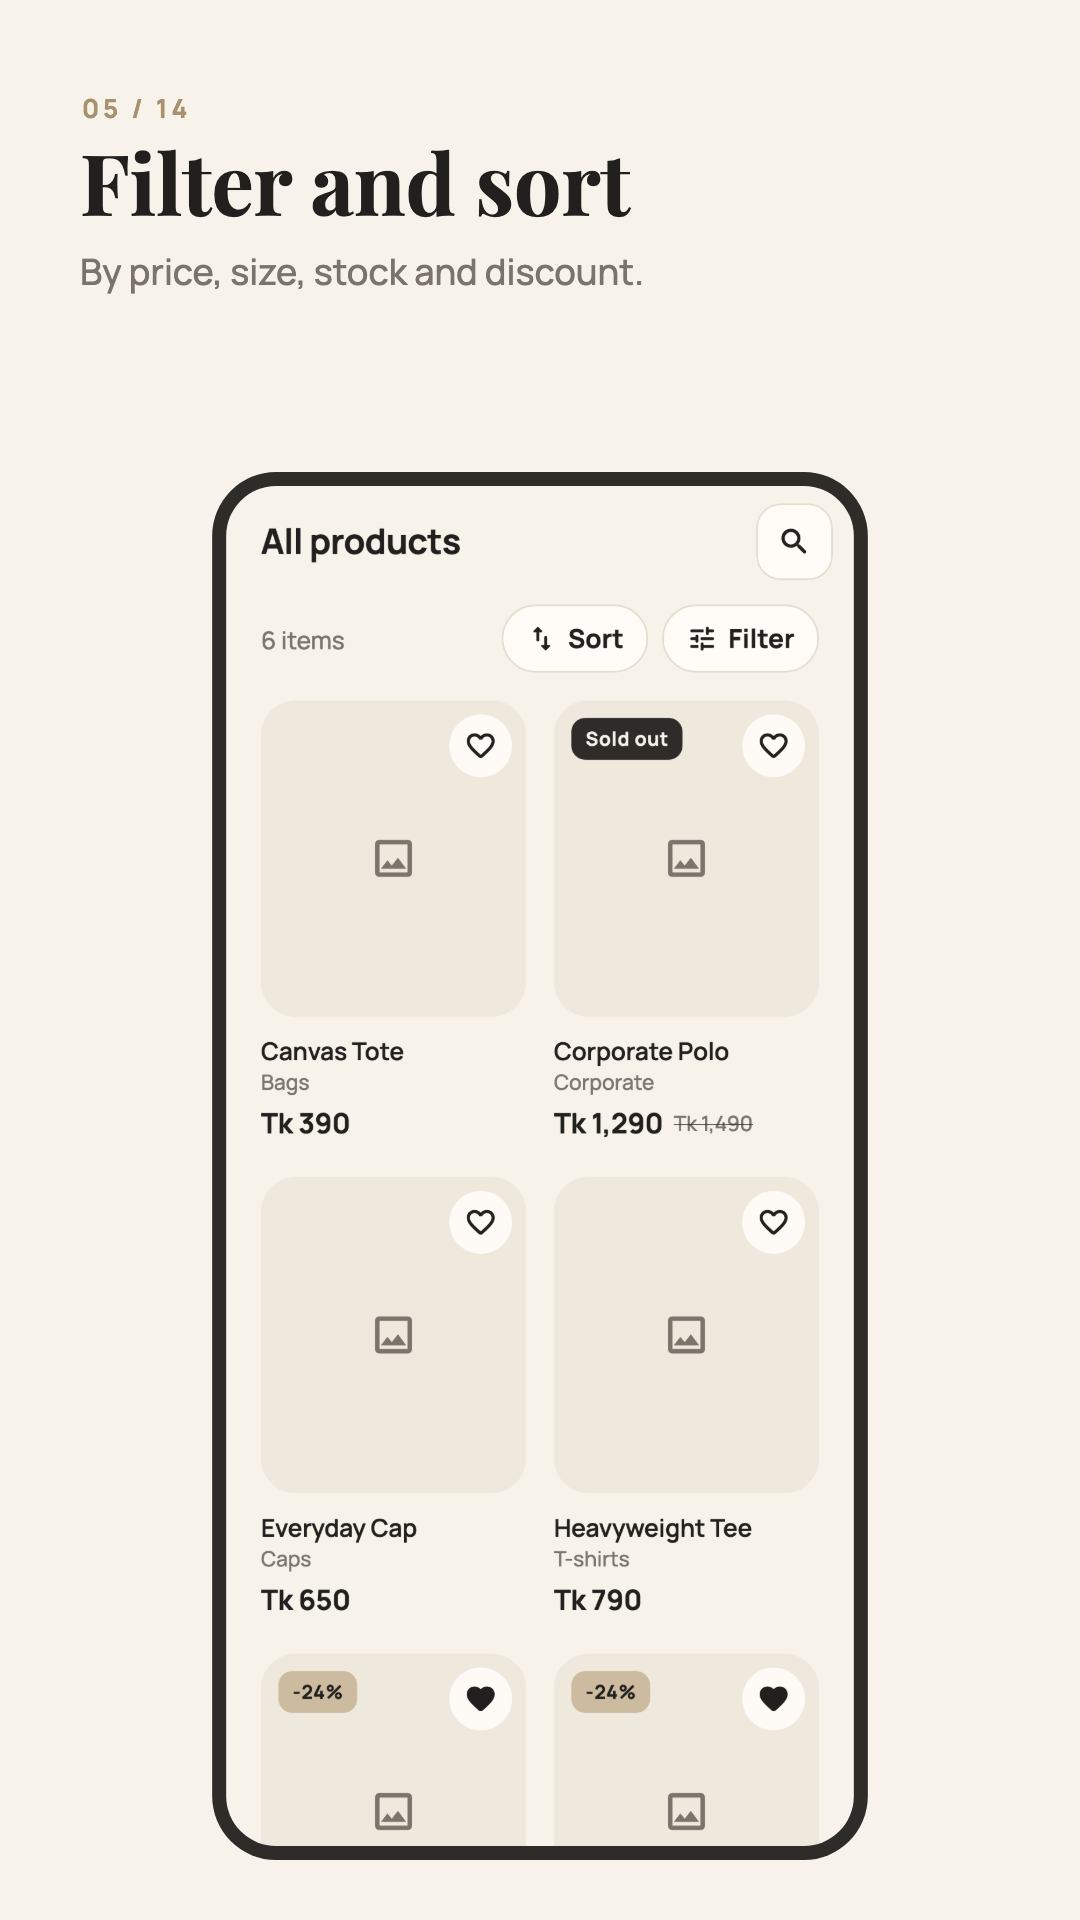 05 / 14
Filter and sort
By price, size, stock and discount.
All products
6 items
Sort
Filter
Sold out
Canvas Tote
Bags
Tk 390
Corporate Polo
Corporate
Tk 1,290 Tk 1,490
Everyday Cap
Caps
Tk 650
Heavyweight Tee
T-shirts
Tk 790
-24%
-24%